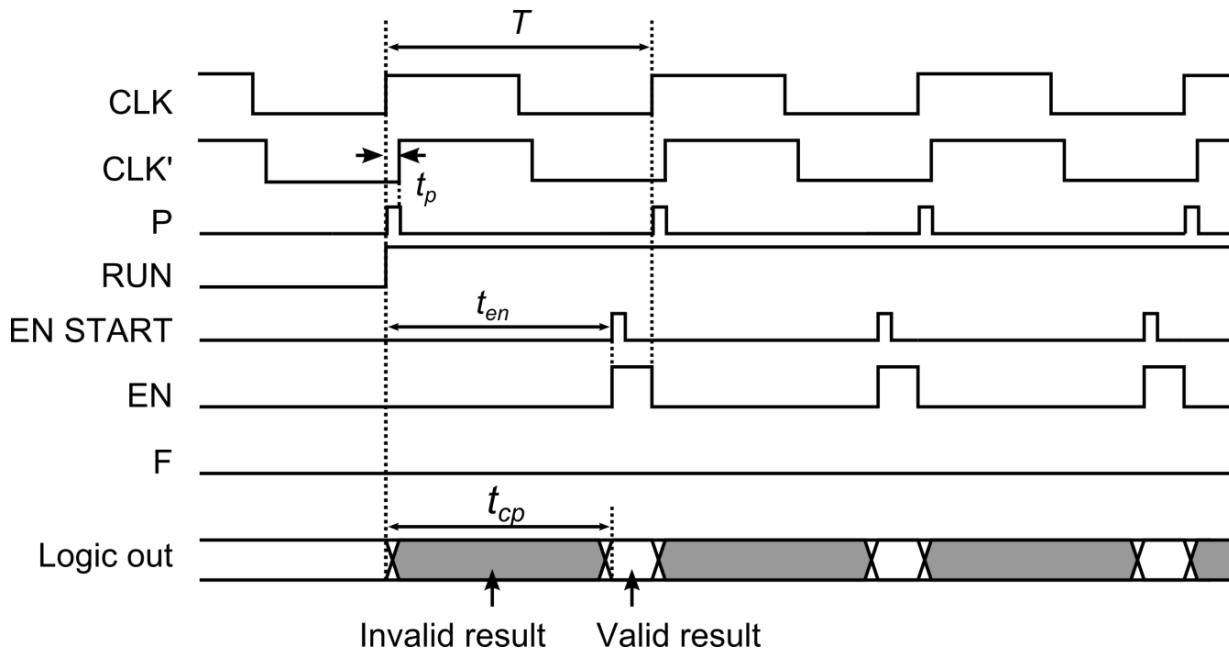 T
CLK
CLK'
t_p
P
RUN
t_en
EN START
EN
F
t_cp
Logic out
Invalid result Valid result